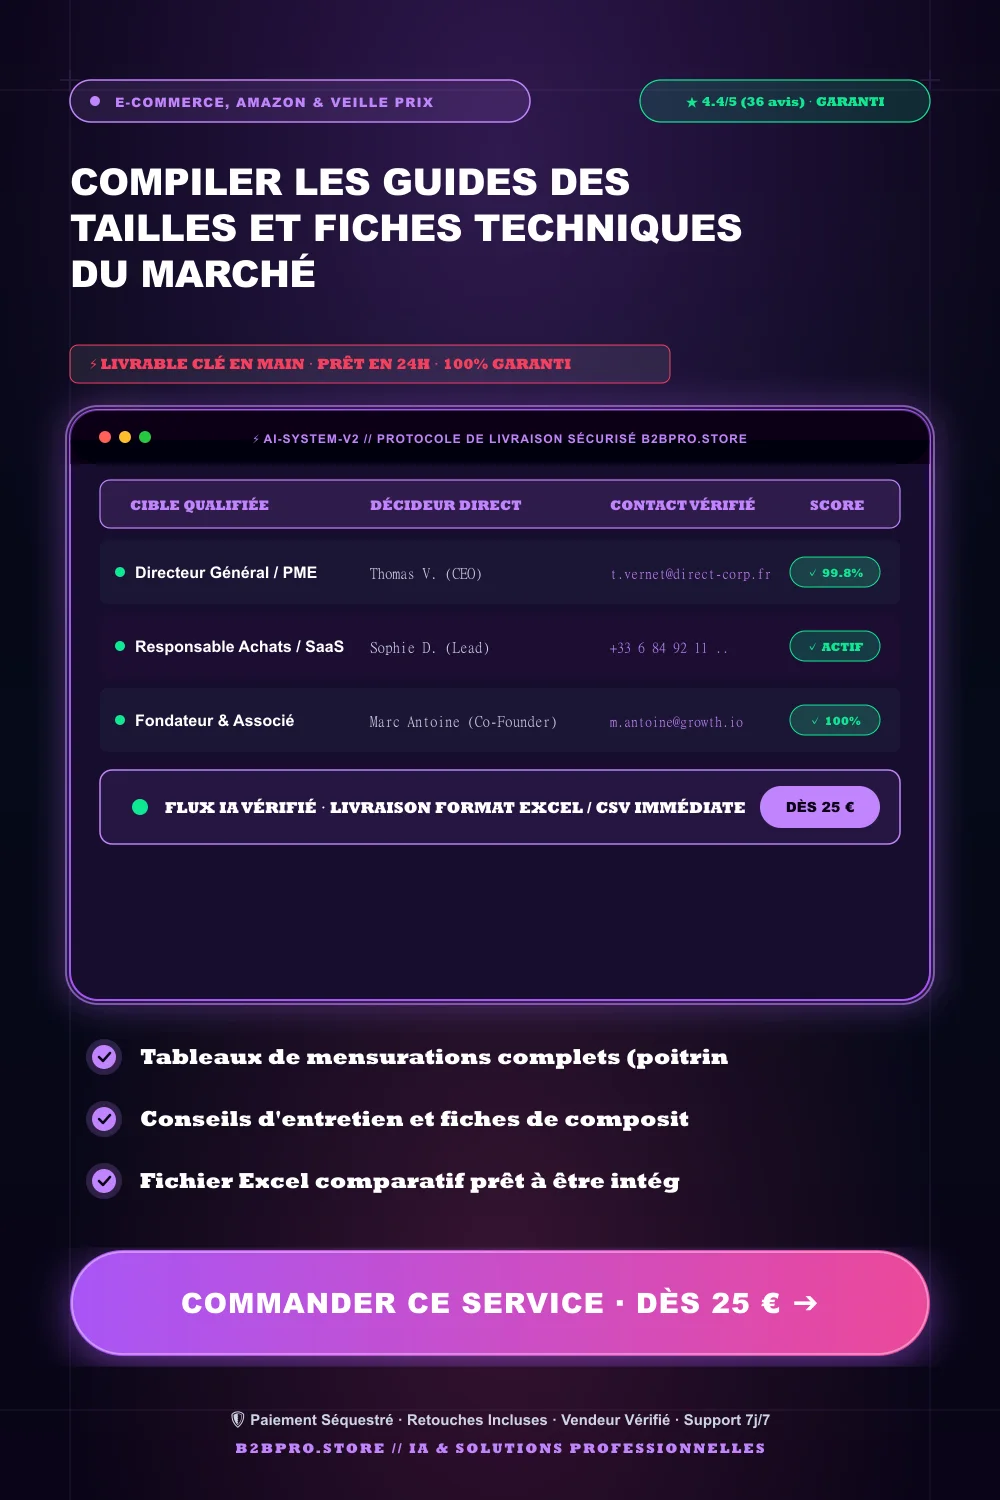 E-COMMERCE, AMAZON & VEILLE PRIX
★ 4.4/5 (36 avis) · GARANTI
COMPILER LES GUIDES DES
TAILLES ET FICHES TECHNIQUES
DU MARCHÉ
⚡ LIVRABLE CLÉ EN MAIN · PRÊT EN 24H · 100% GARANTI
⚡ AI-SYSTEM-V2 // PROTOCOLE DE LIVRAISON SÉCURISÉ B2BPRO.STORE
CIBLE QUALIFIÉE DÉCIDEUR DIRECT CONTACT VÉRIFIÉ SCORE
Directeur Général / PME Thomas V. (CEO) t.vernet@direct-corp.fr ✓ 99.8%
Responsable Achats / SaaS Sophie D. (Lead) +33 6 84 92 11 .. ✓ ACTIF
Fondateur & Associé Marc Antoine (Co-Founder) m.antoine@growth.io ✓ 100%
FLUX IA VÉRIFIÉ · LIVRAISON FORMAT EXCEL / CSV IMMÉDIATE DÈS 25 €
Tableaux de mensurations complets (poitrin
Conseils d'entretien et fiches de composit
Fichier Excel comparatif prêt à être intég
COMMANDER CE SERVICE · DÈS 25 € →
Paiement Séquestré · Retouches Incluses · Vendeur Vérifié · Support 7j/7
B2BPRO.STORE // IA & SOLUTIONS PROFESSIONNELLES